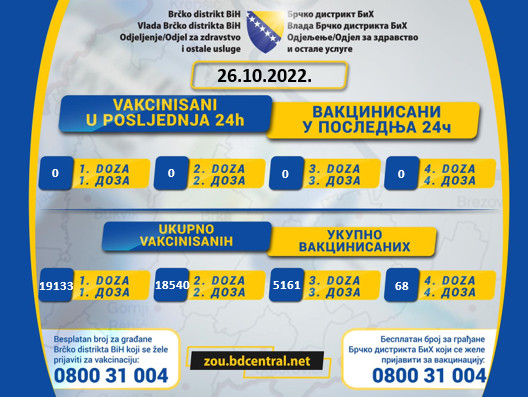 Brčko distrikt BiH
Vlada Brčko distrikta BiH
Odjeljenje/Odjel za zdravstvo
i ostale usluge
Брчко дистрикт БиХ
Влада Брчко дистрикта БиХ
Одјељење/Одјел за здравство
и остале услуге
26.10.2022.
VAKCINISANI
U POSLJEDNJA 24h
ВАКЦИНИСАНИ
У ПОСЛЕДЊА 24ч
0
1. DOZA
1. ДОЗА
0
2. DOZA
2. ДОЗА
0
3. DOZA
3. ДОЗА
0
4. DOZA
4. ДОЗА
UKUPNO
VAKCINISANIH
УКУПНО
ВАКЦИНИСАНИХ
19133
1. DOZA
1. ДОЗА
18540
2. DOZA
2. ДОЗА
5161
3. DOZA
3. ДОЗА
68
4. DOZA
4. ДОЗА
Besplatan broj za građane
Brčko distrikta BiH koji se žele
prijaviti za vakcinaciju:
0800 31 004
zou.bdcentral.net
Бесплатан број за грађане
Брчко дистрикта БиХ који се желе
пријавити за вакцинацију:
0800 31 004